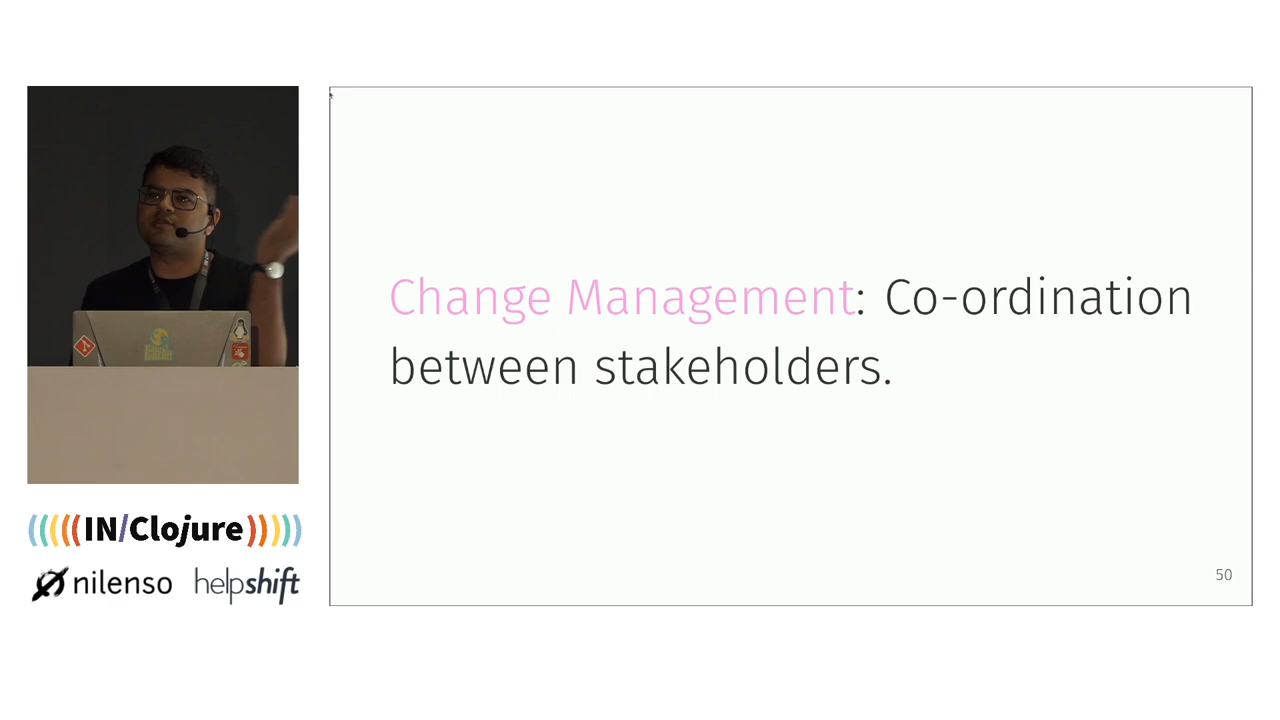 Change Management: Co-ordination
between stakeholders.
50
((((( IN/Clojure )))))
nilenso helpshift